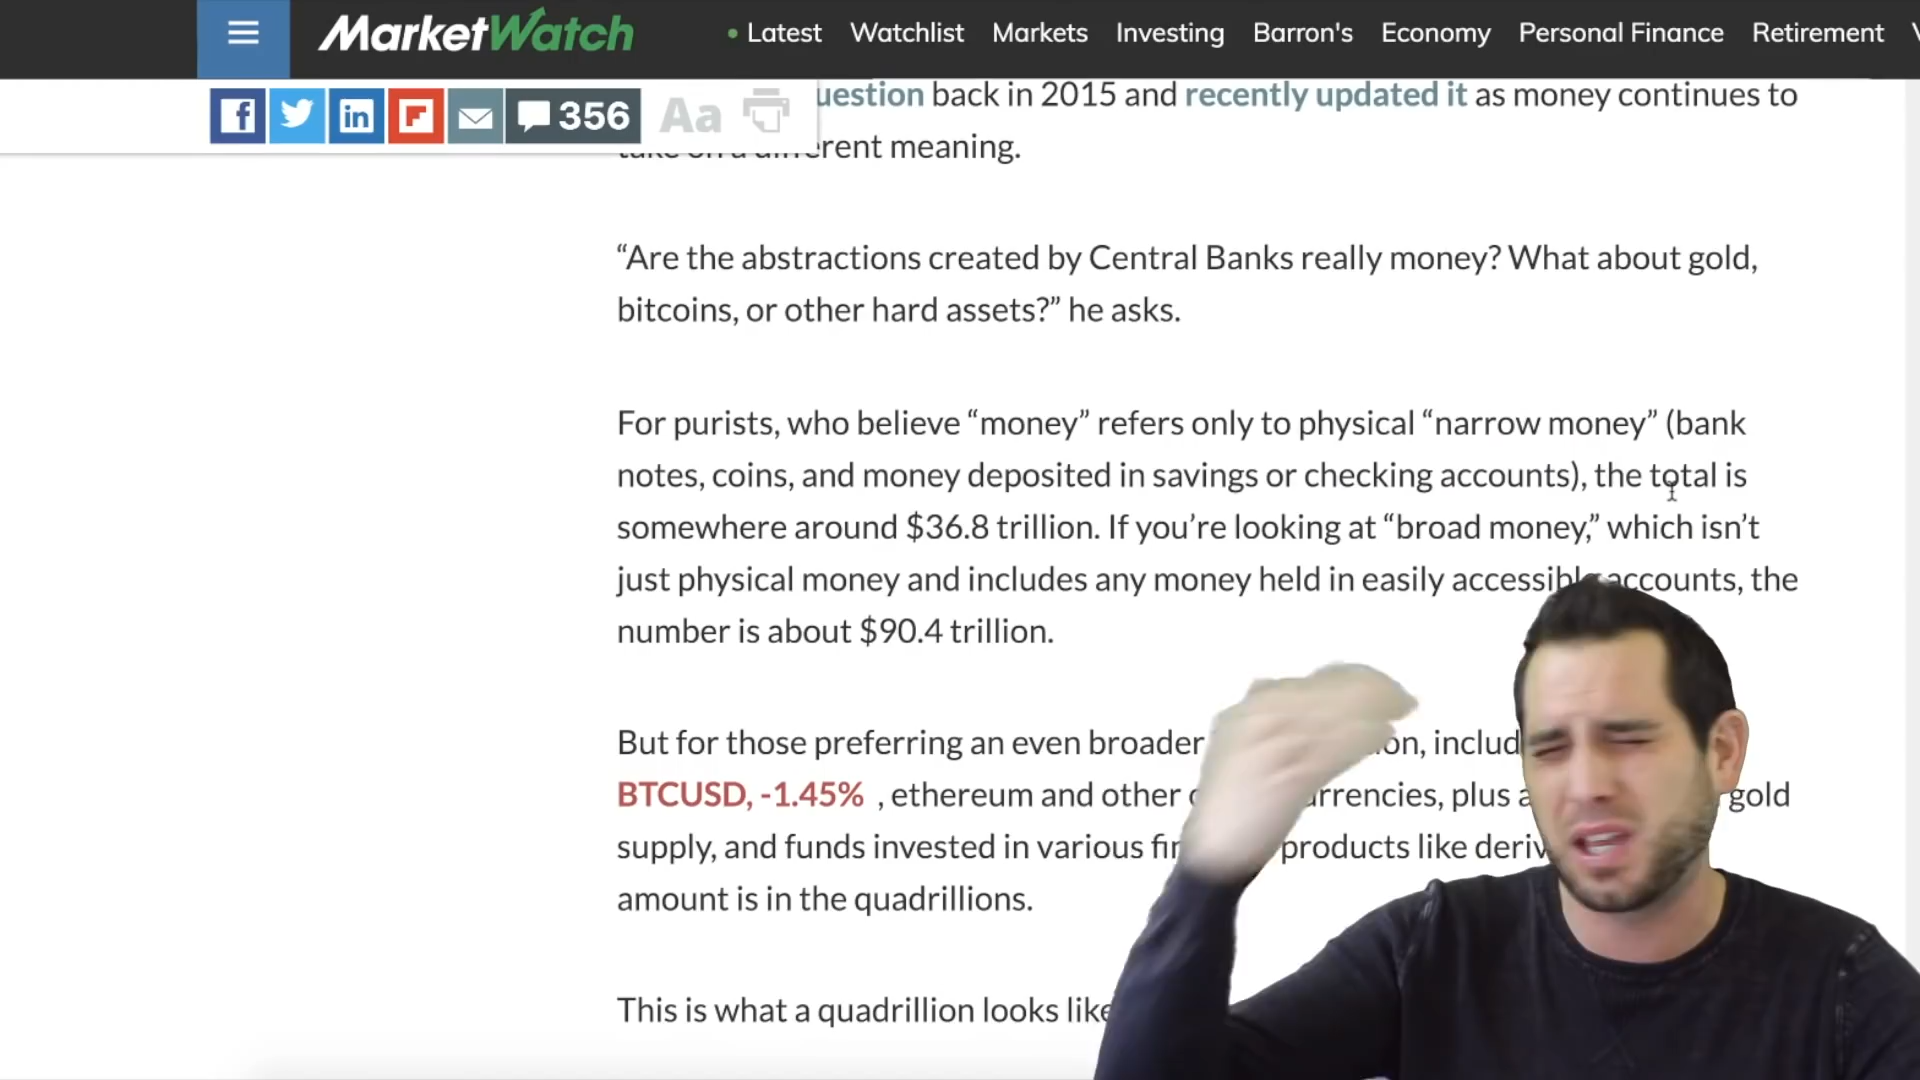 MarketWatch
Latest Watchlist Markets Investing Barron's Economy Personal Finance Retirement
356 Aa
back in 2015 and recently updated it as money continues to
meaning.
“Are the abstractions created by Central Banks really money? What about gold,
bitcoins, or other hard assets?” he asks.
For purists, who believe “money” refers only to physical “narrow money” (bank
notes, coins, and money deposited in savings or checking accounts), the total is
somewhere around $36.8 trillion. If you’re looking at “broad money,” which isn’t
just physical money and includes any money held in easily accessible accounts, the
number is about $90.4 trillion.
But for those preferring an even broader
BTCUSD, -1.45% , ethereum and other plus gold
supply, and funds invested in various products like
amount is in the quadrillions.
This is what a quadrillion looks like